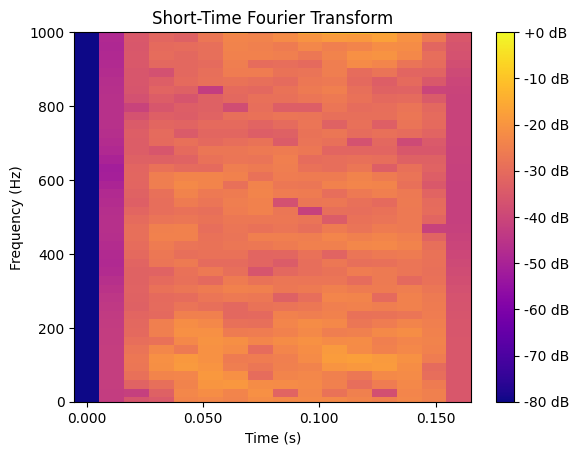 Short-Time Fourier Transform
Frequency (Hz)
1000
800
600
400
200
0
0.000
0.050
0.100
0.150
Time (s)
+0 dB
-10 dB
-20 dB
-30 dB
-40 dB
-50 dB
-60 dB
-70 dB
-80 dB